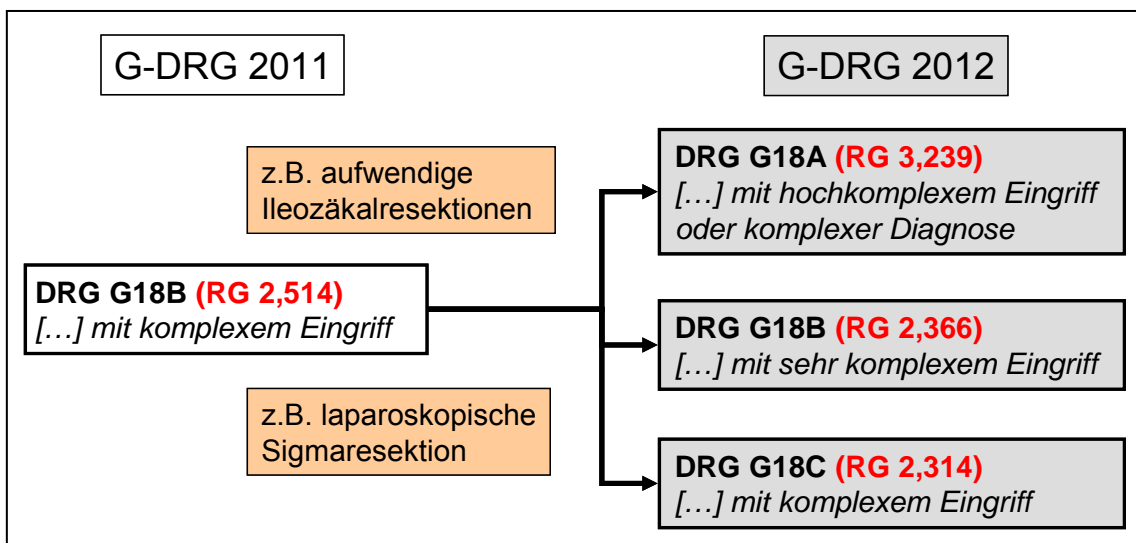 G-DRG 2011
G-DRG 2012
z.B. aufwendige
Ileozäkalresektionen
DRG G18A (RG 3,239)
[…] mit hochkomplexem Eingriff
oder komplexer Diagnose
DRG G18B (RG 2,514)
[…] mit komplexem Eingriff
DRG G18B (RG 2,366)
[…] mit sehr komplexem Eingriff
z.B. laparoskopische
Sigmaresektion
DRG G18C (RG 2,314)
[…] mit komplexem Eingriff